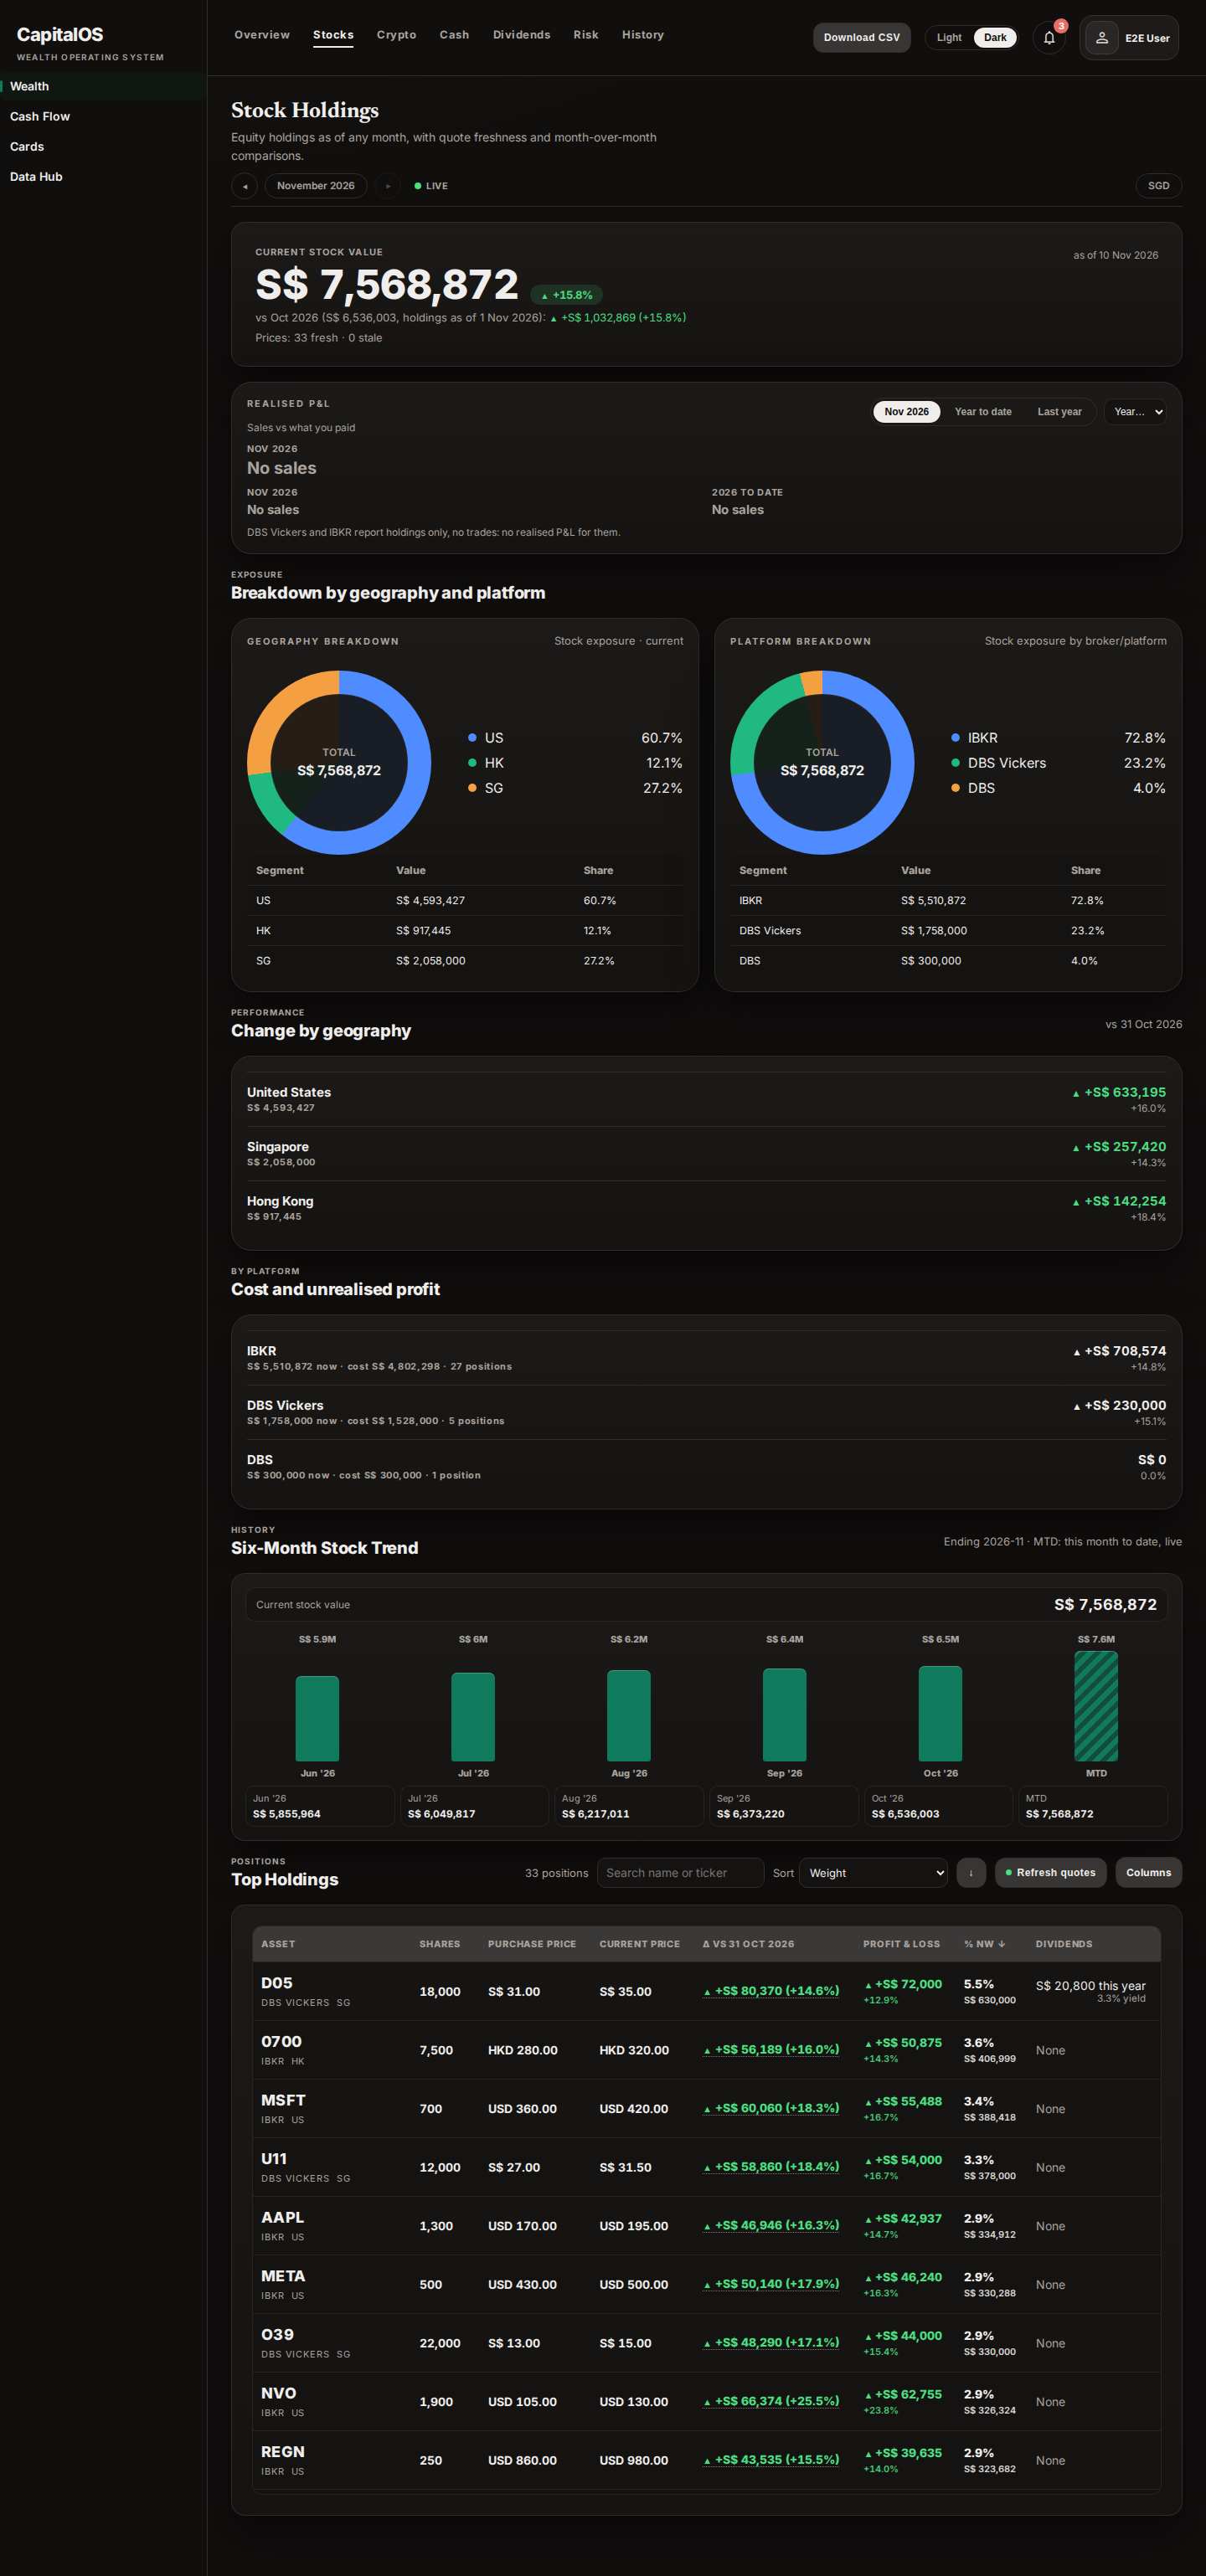 CapitalOS
WEALTH OPERATING SYSTEM
Wealth
Cash Flow
Cards
Data Hub
Overview Stocks Crypto Cash Dividends Risk History
Download CSV
Light Dark
3
E2E User
Stock Holdings
Equity holdings as of any month, with quote freshness and month-over-month
comparisons.
◂ November 2026 ▸ LIVE SGD
CURRENT STOCK VALUE
as of 10 Nov 2026
S$ 7,568,872 ▲ +15.8%
vs Oct 2026 (S$ 6,536,003, holdings as of 1 Nov 2026): ▲ +S$ 1,032,869 (+15.8%)
Prices: 33 fresh · 0 stale
REALISED P&L
Nov 2026 Year to date Last year Year...
Sales vs what you paid
NOV 2026
No sales
NOV 2026 2026 TO DATE
No sales No sales
DBS Vickers and IBKR report holdings only, no trades: no realised P&L for them.
EXPOSURE
Breakdown by geography and platform
GEOGRAPHY BREAKDOWN Stock exposure · current
TOTAL
S$ 7,568,872
US 60.7%
HK 12.1%
SG 27.2%
Segment Value Share
US S$ 4,593,427 60.7%
HK S$ 917,445 12.1%
SG S$ 2,058,000 27.2%
PLATFORM BREAKDOWN Stock exposure by broker/platform
TOTAL
S$ 7,568,872
IBKR 72.8%
DBS Vickers 23.2%
DBS 4.0%
Segment Value Share
IBKR S$ 5,510,872 72.8%
DBS Vickers S$ 1,758,000 23.2%
DBS S$ 300,000 4.0%
PERFORMANCE
Change by geography vs 31 Oct 2026
United States ▲ +S$ 633,195
S$ 4,593,427 +16.0%
Singapore ▲ +S$ 257,420
S$ 2,058,000 +14.3%
Hong Kong ▲ +S$ 142,254
S$ 917,445 +18.4%
BY PLATFORM
Cost and unrealised profit
IBKR ▲ +S$ 708,574
S$ 5,510,872 now · cost S$ 4,802,298 · 27 positions +14.8%
DBS Vickers ▲ +S$ 230,000
S$ 1,758,000 now · cost S$ 1,528,000 · 5 positions +15.1%
DBS S$ 0
S$ 300,000 now · cost S$ 300,000 · 1 position 0.0%
HISTORY
Six-Month Stock Trend Ending 2026-11 · MTD: this month to date, live
Current stock value S$ 7,568,872
S$ 5.9M S$ 6M S$ 6.2M S$ 6.4M S$ 6.5M S$ 7.6M
Jun '26 Jul '26 Aug '26 Sep '26 Oct '26 MTD
Jun '26 Jul '26 Aug '26 Sep '26 Oct '26 MTD
S$ 5,855,964 S$ 6,049,817 S$ 6,217,011 S$ 6,373,220 S$ 6,536,003 S$ 7,568,872
POSITIONS
Top Holdings 33 positions Search name or ticker Sort Weight ↓ Refresh quotes Columns
ASSET SHARES PURCHASE PRICE CURRENT PRICE Δ VS 31 OCT 2026 PROFIT & LOSS % NW ↓ DIVIDENDS
D05 18,000 S$ 31.00 S$ 35.00 ▲ +S$ 80,370 (+14.6%) ▲ +S$ 72,000 5.5% S$ 20,800 this year
DBS VICKERS SG +12.9% S$ 630,000 3.3% yield
0700 7,500 HKD 280.00 HKD 320.00 ▲ +S$ 56,189 (+16.0%) ▲ +S$ 50,875 3.6% None
IBKR HK +14.3% S$ 406,999
MSFT 700 USD 360.00 USD 420.00 ▲ +S$ 60,060 (+18.3%) ▲ +S$ 55,488 3.4% None
IBKR US +16.7% S$ 388,418
U11 12,000 S$ 27.00 S$ 31.50 ▲ +S$ 58,860 (+18.4%) ▲ +S$ 54,000 3.3% None
DBS VICKERS SG +16.7% S$ 378,000
AAPL 1,300 USD 170.00 USD 195.00 ▲ +S$ 46,946 (+16.3%) ▲ +S$ 42,937 2.9% None
IBKR US +14.7% S$ 334,912
META 500 USD 430.00 USD 500.00 ▲ +S$ 50,140 (+17.9%) ▲ +S$ 46,240 2.9% None
IBKR US +16.3% S$ 330,288
O39 22,000 S$ 13.00 S$ 15.00 ▲ +S$ 48,290 (+17.1%) ▲ +S$ 44,000 2.9% None
DBS VICKERS SG +15.4% S$ 330,000
NVO 1,900 USD 105.00 USD 130.00 ▲ +S$ 66,374 (+25.5%) ▲ +S$ 62,755 2.9% None
IBKR US +23.8% S$ 326,324
REGN 250 USD 860.00 USD 980.00 ▲ +S$ 43,535 (+15.5%) ▲ +S$ 39,635 2.9% None
IBKR US +14.0% S$ 323,682